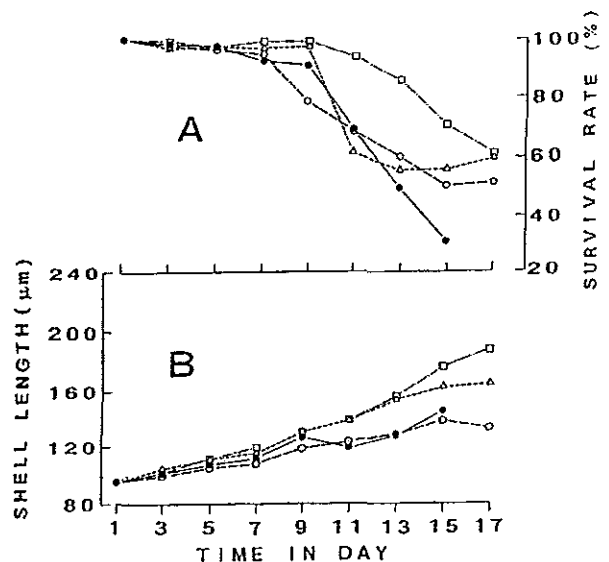 A
100
80
60
40
20
SURVIVAL RATE (%)
B
240
200
160
120
80
SHELL LENGTH(μm)
1 3 5 7 9 11 13 15 17
TIME IN DAY